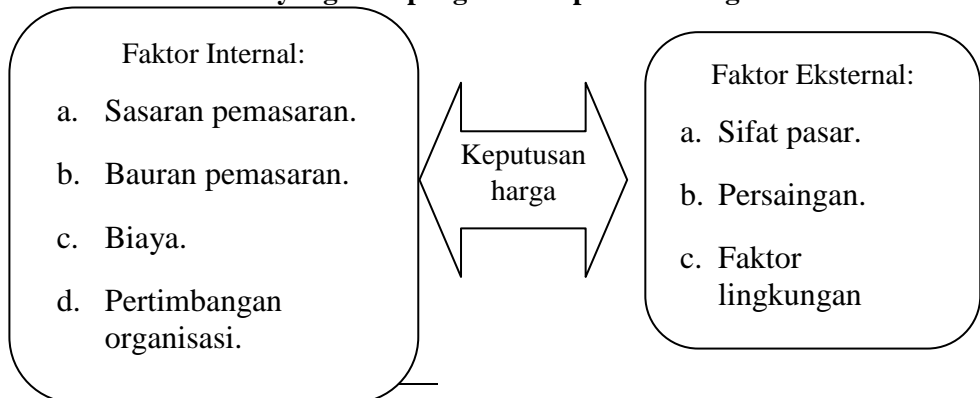 Faktor Internal:
a. Sasaran pemasaran.
b. Bauran pemasaran.
c. Biaya.
d. Pertimbangan
organisasi.
Keputusan
harga
Faktor Eksternal:
a. Sifat pasar.
b. Persaingan.
c. Faktor
lingkungan